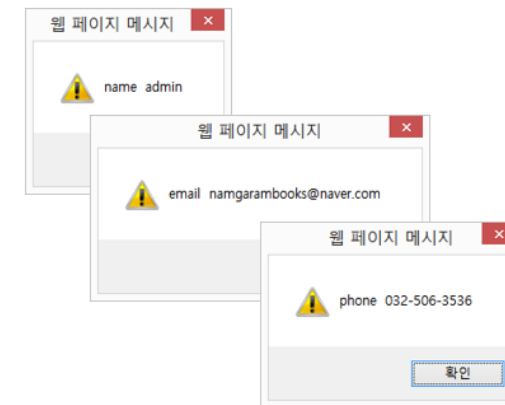 웹 페이지 메시지
name admin
웹 페이지 메시지
email namgarambooks@naver.com
웹 페이지 메시지
phone 032-506-3536
확인